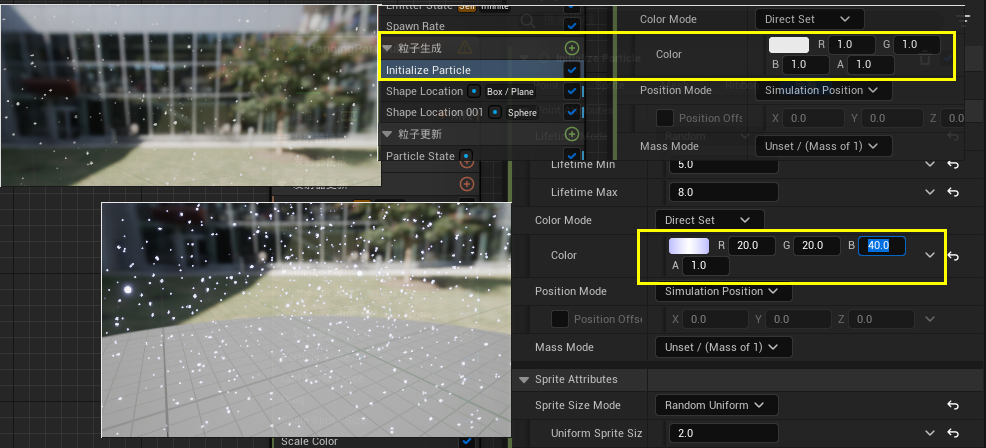 Emitter State Self Infinite
Spawn Rate
粒子生成
Initialize Particle
Shape Location Box / Plane
Shape Location 001 Sphere
粒子更新
Particle State
Scale Color
Color Mode Direct Set
Color R 1.0 G 1.0
B 1.0 A 1.0
Position Mode Simulation Position
Position Offs X 0.0 Y 0.0 Z 0.0
Mass Mode Unset / (Mass of 1)
Lifetime Min 5.0
Lifetime Max 8.0
Color Mode Direct Set
Color R 20.0 G 20.0 B 40.0
A 1.0
Position Mode Simulation Position
Position Offse X 0.0 Y 0.0 Z 0.0
Mass Mode Unset / (Mass of 1)
Sprite Attributes
Sprite Size Mode Random Uniform
Uniform Sprite Siz 2.0